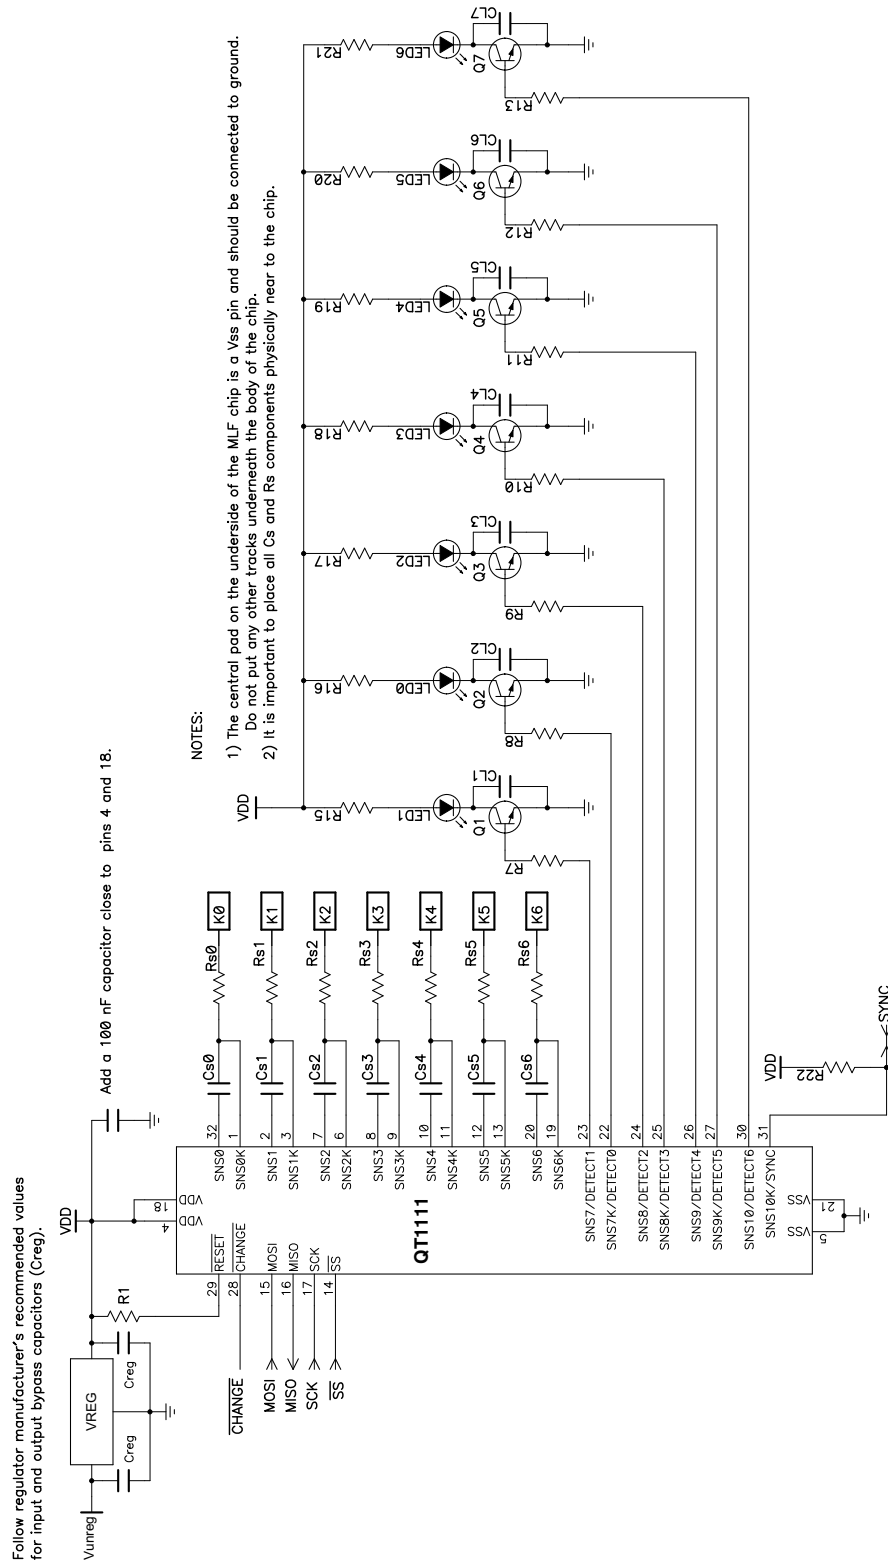 Follow regulator manufacturer's recommended values
for input and output bypass capacitors (Creg).
Vunreg
VREG
Creg
Creg
R1
VDD
Add a 100 nF capacitor close to pins 4 and 18.
NOTES:
1) The central pad on the underside of the MLF chip is a Vss pin and should be connected to ground.
Do not put any other tracks underneath the body of the chip.
2) It is important to place all Cs and Rs components physically near to the chip.
QT1111
4 VDD
18 VDD
29 RESET
28 CHANGE
15 MOSI
16 MISO
17 SCK
14 SS
CHANGE
MOSI
MISO
SCK
SS
5 VSS
21 VSS
SNS0 32
SNS0K 1
SNS1 2
SNS1K 3
SNS2 7
SNS2K 6
SNS3 8
SNS3K 9
SNS4 10
SNS4K 11
SNS5 12
SNS5K 13
SNS6 20
SNS6K 19
SNS7/DETECT1 23
SNS7K/DETECT0 22
SNS8/DETECT2 24
SNS8K/DETECT3 25
SNS9/DETECT4 26
SNS9K/DETECT5 27
SNS10/DETECT6 30
SNS10K/SYNC 31
Cs0 Rs0 K0
Cs1 Rs1 K1
Cs2 Rs2 K2
Cs3 Rs3 K3
Cs4 Rs4 K4
Cs5 Rs5 K5
Cs6 Rs6 K6
VDD
R22
SYNC
VDD
R15 LED1 Q1 CL1 R7
R16 LED0 Q2 CL2 R8
R17 LED2 Q3 CL3 R9
R18 LED3 Q4 CL4 R10
R19 LED4 Q5 CL5 R11
R20 LED5 Q6 CL6 R12
R21 LED6 Q7 CL7 R13